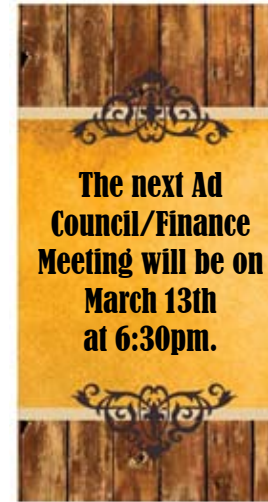 The next Ad
Council/Finance
Meeting will be on
March 13th
at 6:30pm.